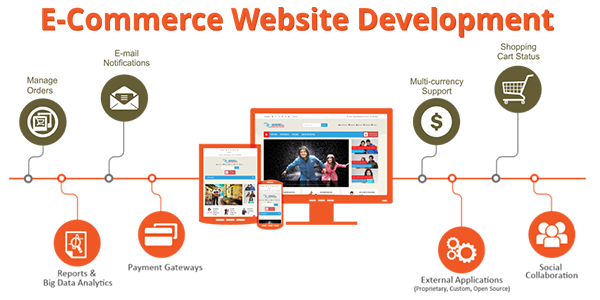 E-Commerce Website Development
Manage
Orders
E-mail
Notifications
Multi-currency
Support
Shopping
Cart Status
Reports &
Big Data Analytics
Payment Gateways
External Applications
(Proprietary, Custom, Open Source)
Social
Collaboration